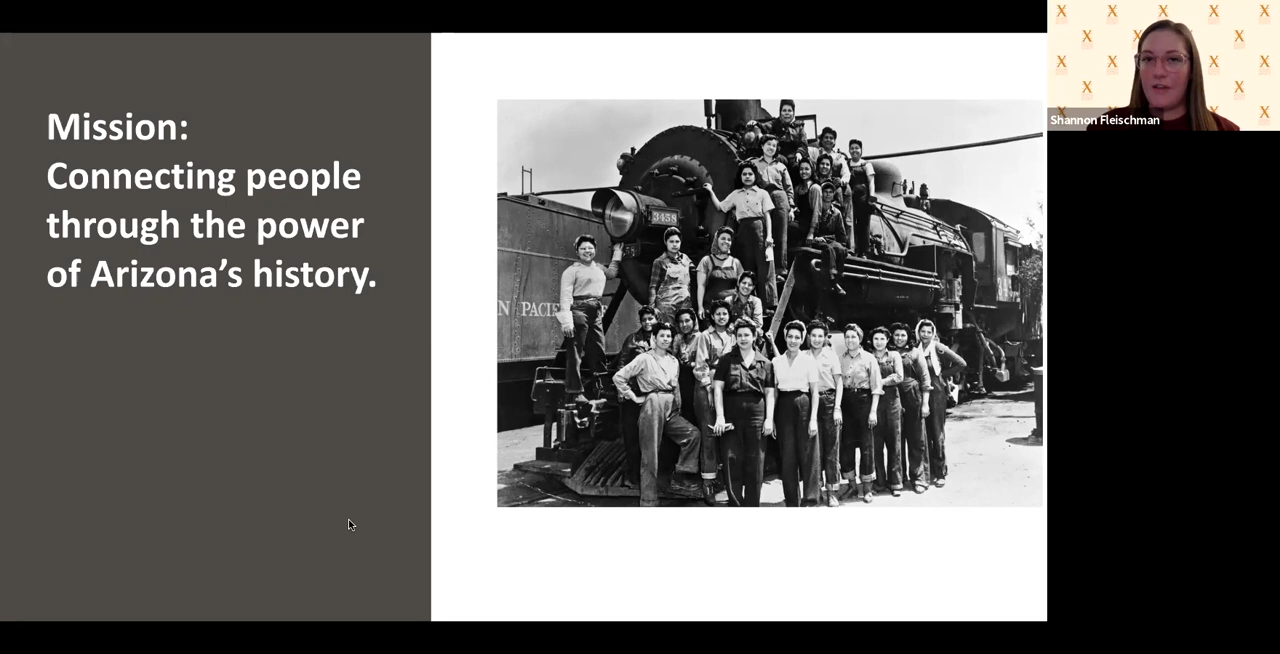 Mission:
Connecting people
through the power
of Arizona’s history.
3458
N PACIF
Shannon Fleischman
X X X X X
X X X X
X X X X
X X X
X X X